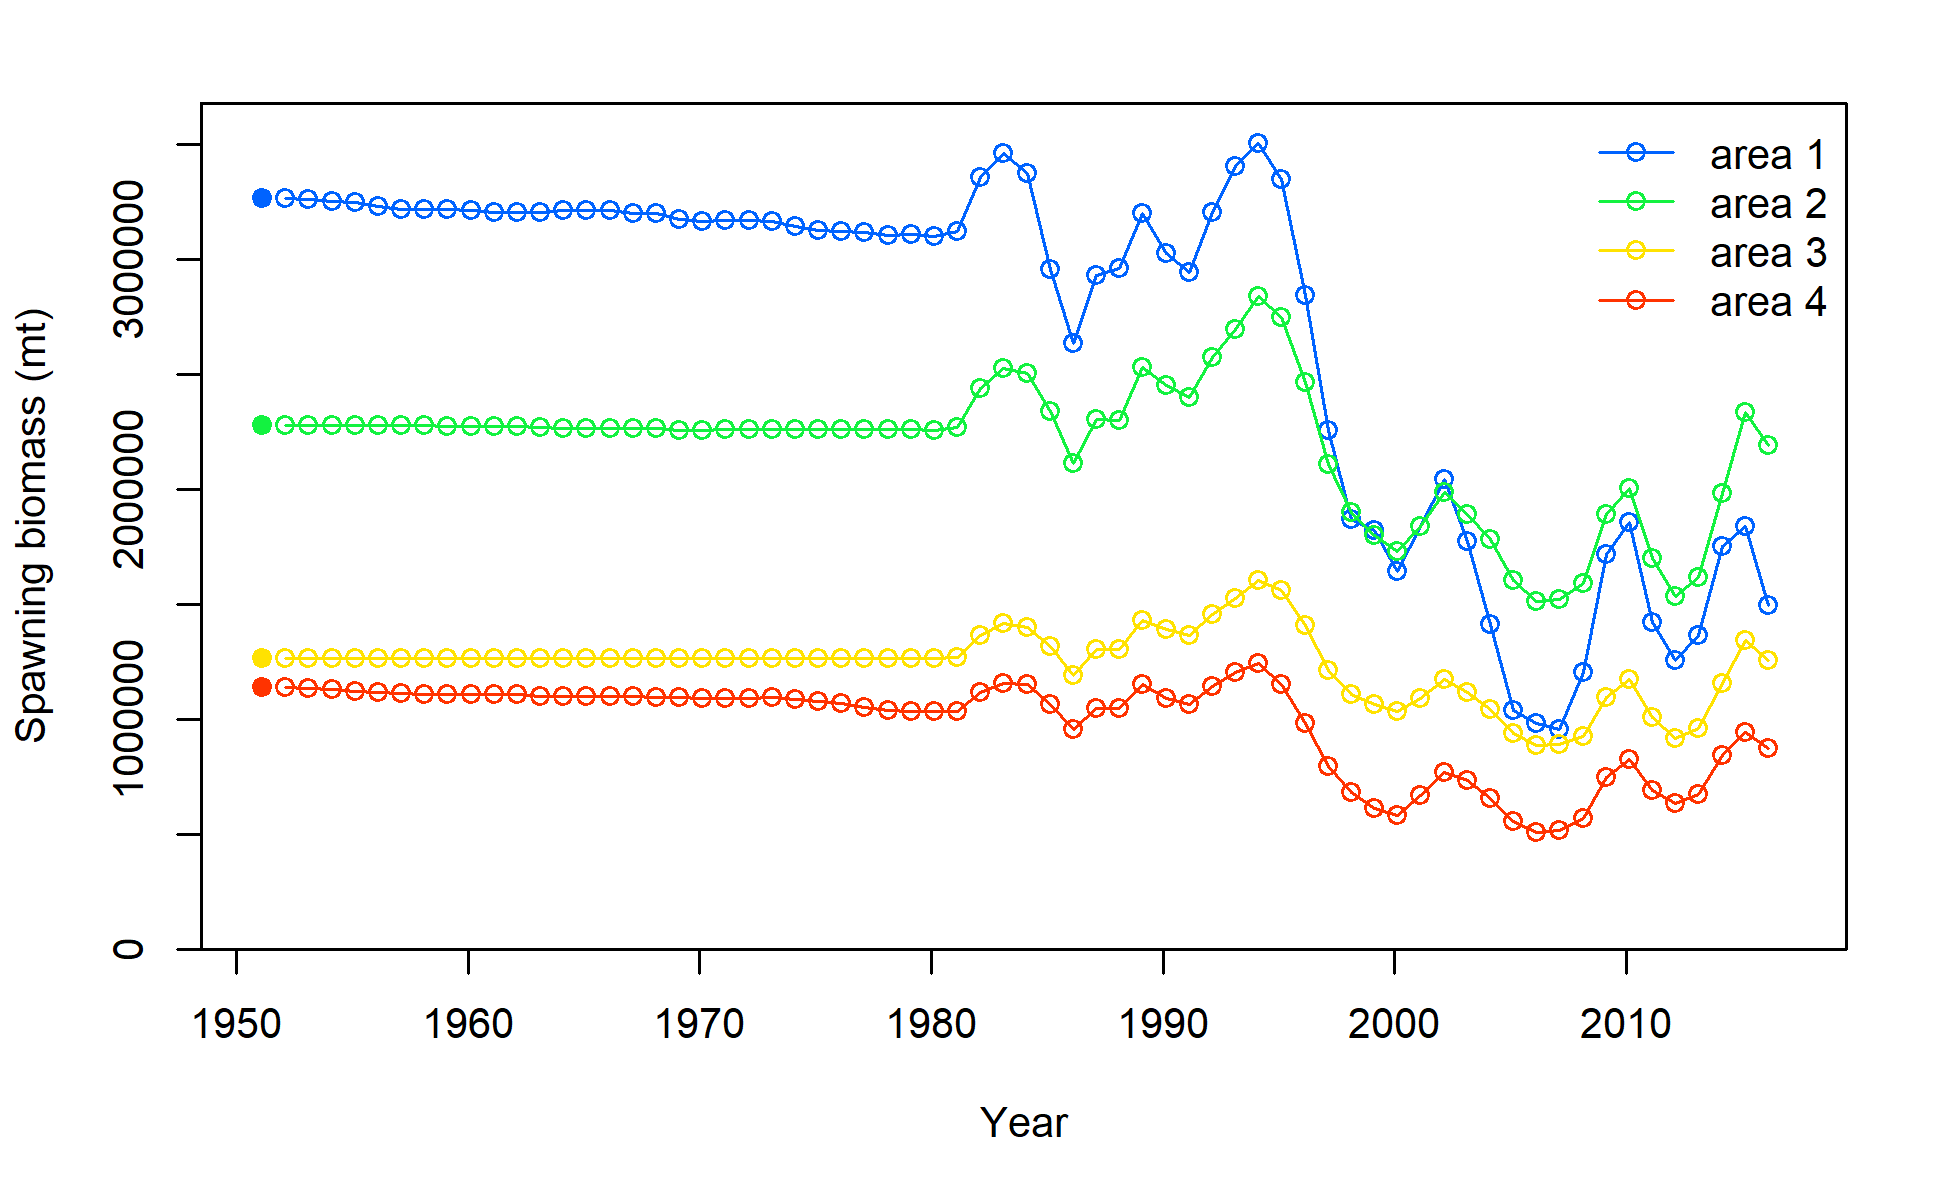 area 1
area 2
area 3
area 4
Spawning biomass (mt)
3000000
2000000
1000000
0
1950 1960 1970 1980 1990 2000 2010
Year